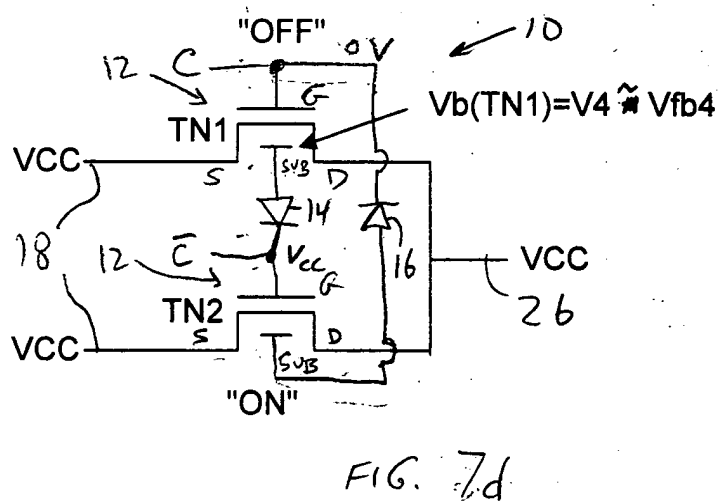 "OFF"
0V
10
12
C
G
TN1
Vb(TN1)=V4 ≈ Vfb4
VCC
S
SUB
D
14
18
12
C̅
Vcc
16
VCC
G
26
TN2
S
D
VCC
SUB
"ON"
FIG. 7d